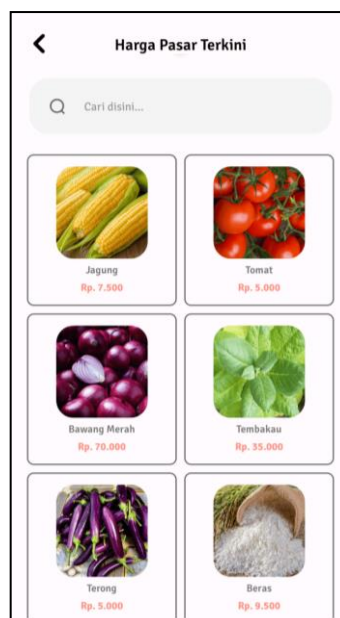 Harga Pasar Terkini
Cari disini...
Jagung
Rp. 7.500
Tomat
Rp. 5.000
Bawang Merah
Rp. 70.000
Tembakau
Rp. 35.000
Terong
Rp. 5.000
Beras
Rp. 9.500